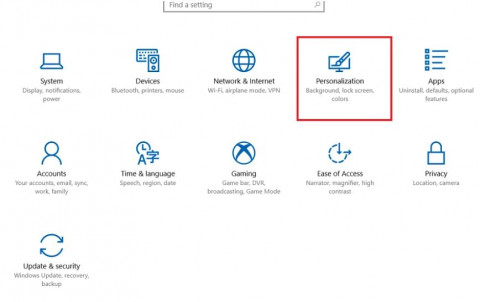 Find a setting
System
Display, notifications,
power
Devices
Bluetooth, printers, mouse
Network & Internet
Wi-Fi, airplane mode, VPN
Personalization
Background, lock screen,
colors
Apps
Uninstall, defaults, optional
features
Accounts
Your accounts, email, sync,
work, family
Time & language
Speech, region, date
Gaming
Game bar, DVR,
broadcasting, Game Mode
Ease of Access
Narrator, magnifier, high
contrast
Privacy
Location, camera
Update & security
Windows Update, recovery,
backup